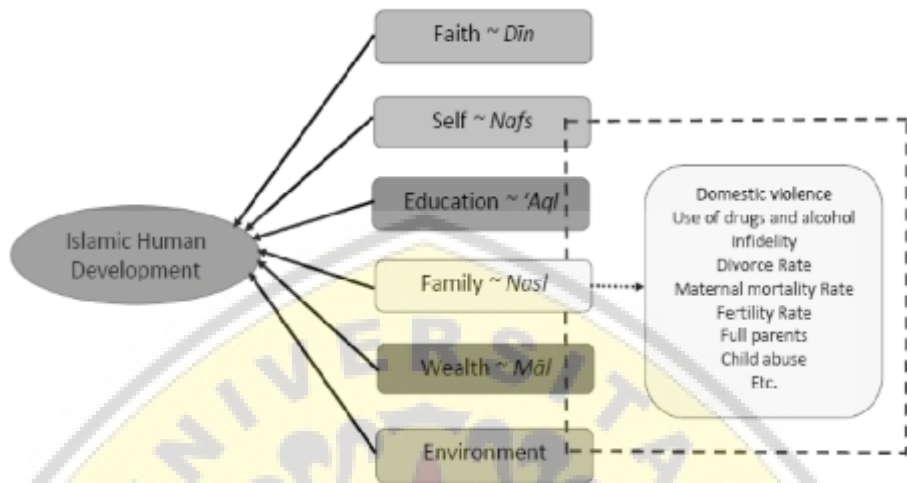 Faith ~ Dīn
Self ~ Nafs
Education ~ ‘Aql
Islamic Human
Development
Family ~ Nasl
Wealth ~ Māl
Environment
Domestic violence
Use of drugs and alcohol
Infidelity
Divorce Rate
Maternal mortality Rate
Fertility Rate
Full parents
Child abuse
Etc.
UNIVERSITA